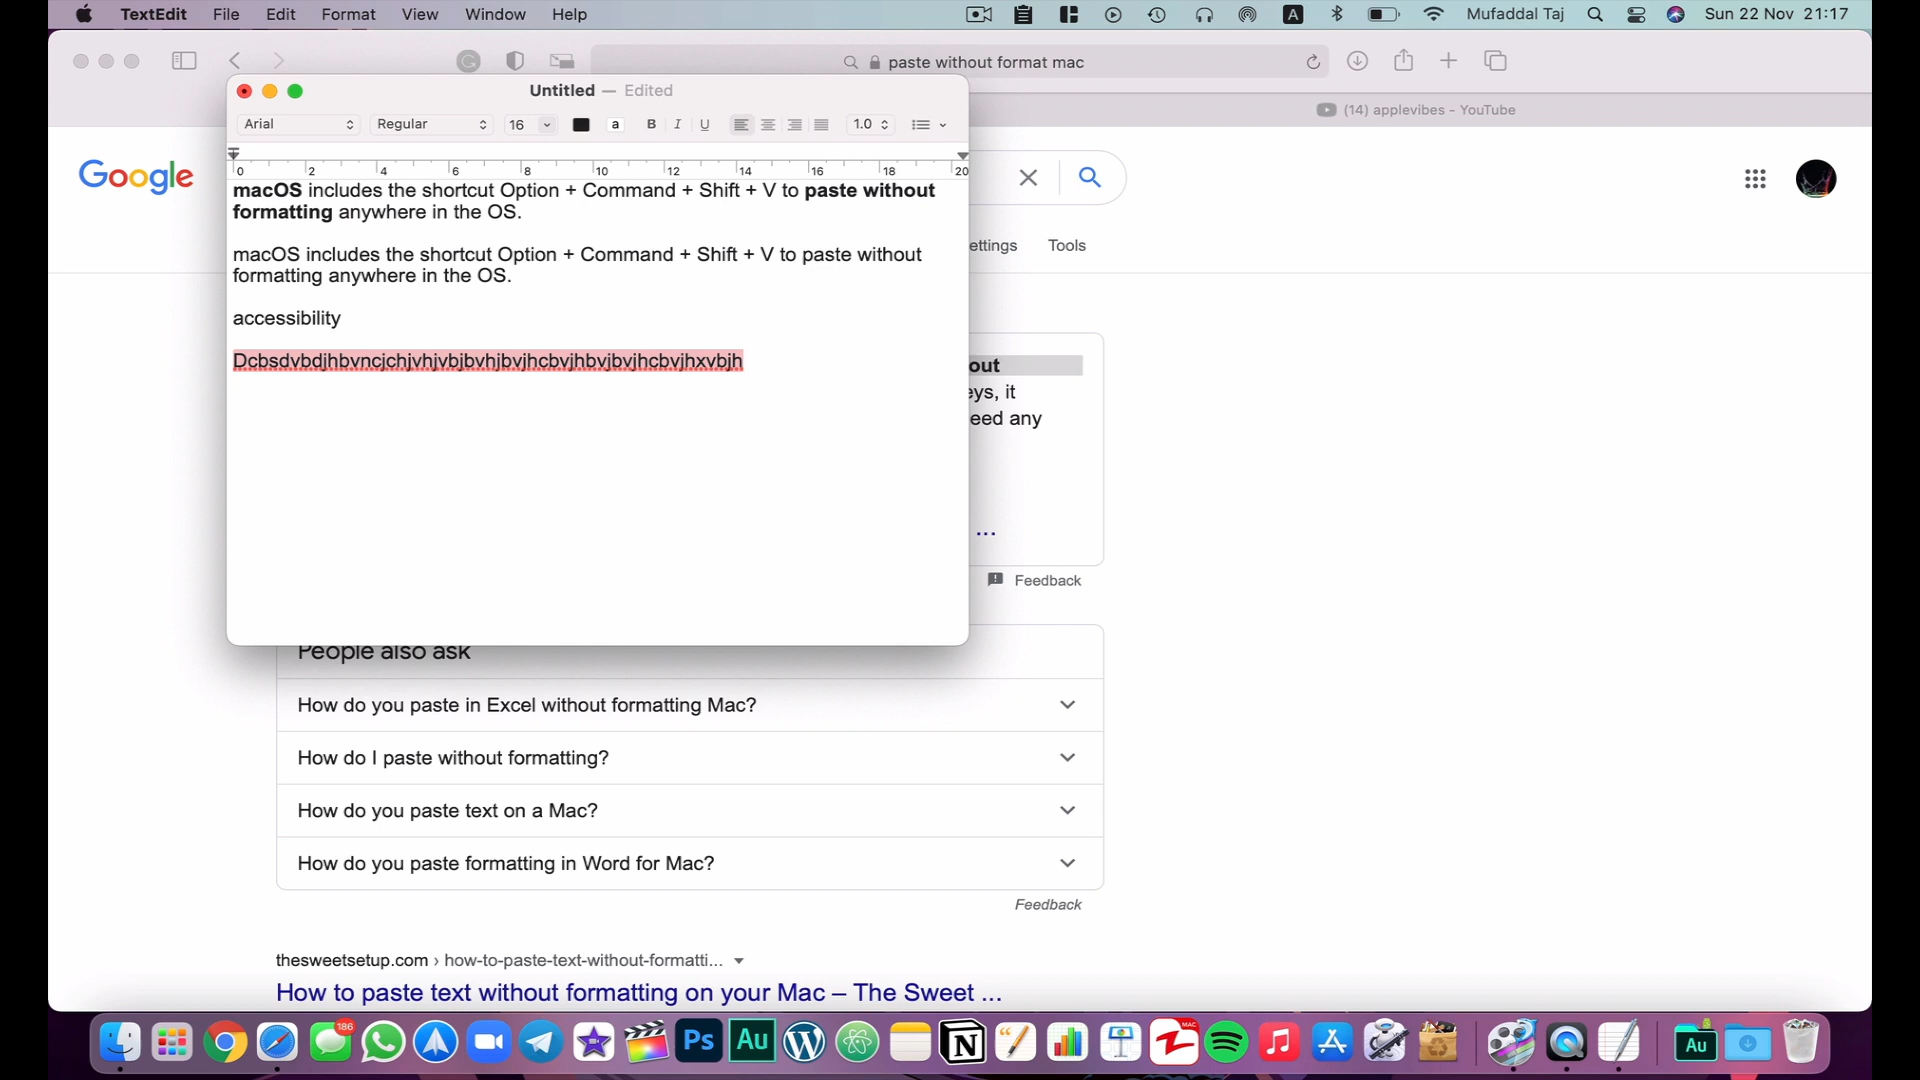 TextEdit File Edit Format View Window Help A Mufaddal Taj Sun 22 Nov 21:17
paste without format mac
(14) applevibes - YouTube
Untitled — Edited
Arial Regular 16 a B I U 1.0
0 2 4 6 8 10 12 14 16 18 20
macOS includes the shortcut Option + Command + Shift + V to paste without
formatting anywhere in the OS.
macOS includes the shortcut Option + Command + Shift + V to paste without
formatting anywhere in the OS.
accessibility
Dcbsdvbdjhbvncjchjvhjvbjbvhjbvjhcbvjhbvjbvjhcbvjhxvbjh
Google
ettings Tools
out
eys, it
eed any
...
Feedback
People also ask
How do you paste in Excel without formatting Mac?
How do I paste without formatting?
How do you paste text on a Mac?
How do you paste formatting in Word for Mac?
Feedback
thesweetsetup.com › how-to-paste-text-without-formatti...
How to paste text without formatting on your Mac – The Sweet ...
186 Ps Au N MAC Au